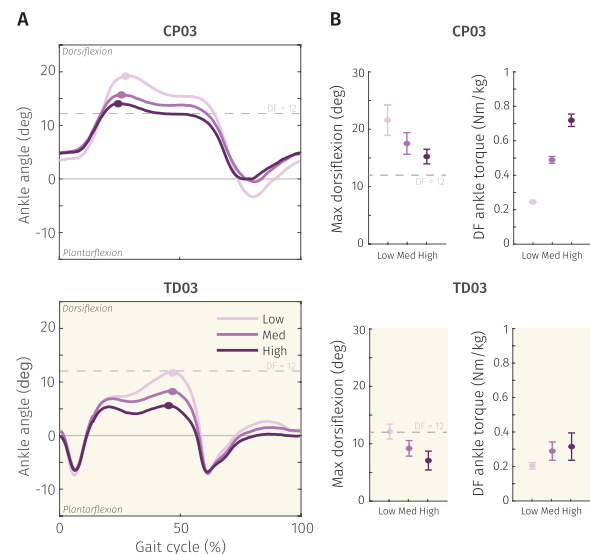 A
B
CP03
CP03
Dorsiflexion
20
10
0
-10
Ankle angle (deg)
DF = 12
Plantarflexion
30
20
10
0
Max dorsiflexion (deg)
DF = 12
Low Med High
1
0.8
0.6
0.4
0.2
0
DF ankle torque (Nm/kg)
Low Med High
TD03
TD03
Dorsiflexion
20
10
0
-10
Ankle angle (deg)
Low
Med
High
DF = 12
Plantarflexion
0
50
100
Gait cycle (%)
30
20
10
0
Max dorsiflexion (deg)
DF = 12
Low Med High
1
0.8
0.6
0.4
0.2
0
DF ankle torque (Nm/kg)
Low Med High